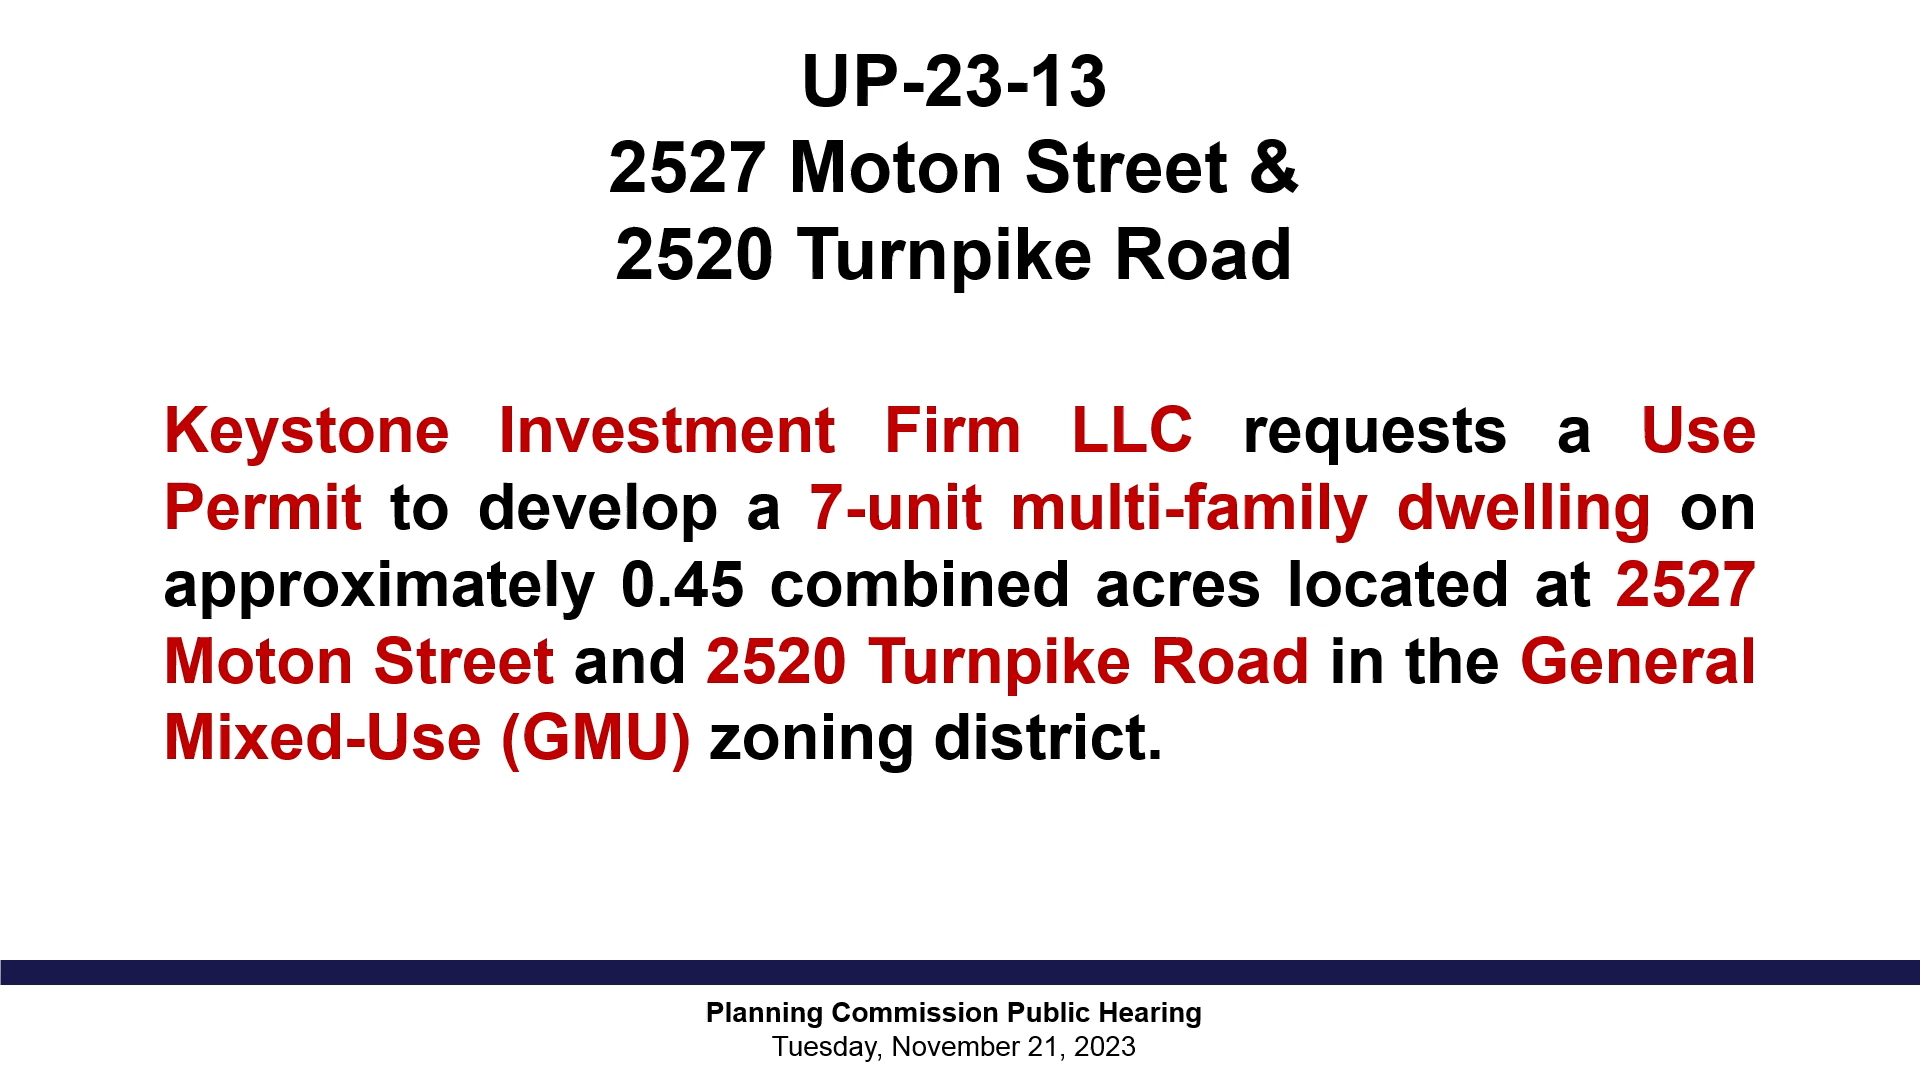 UP-23-13
2527 Moton Street &
2520 Turnpike Road
Keystone Investment Firm LLC requests a Use
Permit to develop a 7-unit multi-family dwelling on
approximately 0.45 combined acres located at 2527
Moton Street and 2520 Turnpike Road in the General
Mixed-Use (GMU) zoning district.
Planning Commission Public Hearing
Tuesday, November 21, 2023